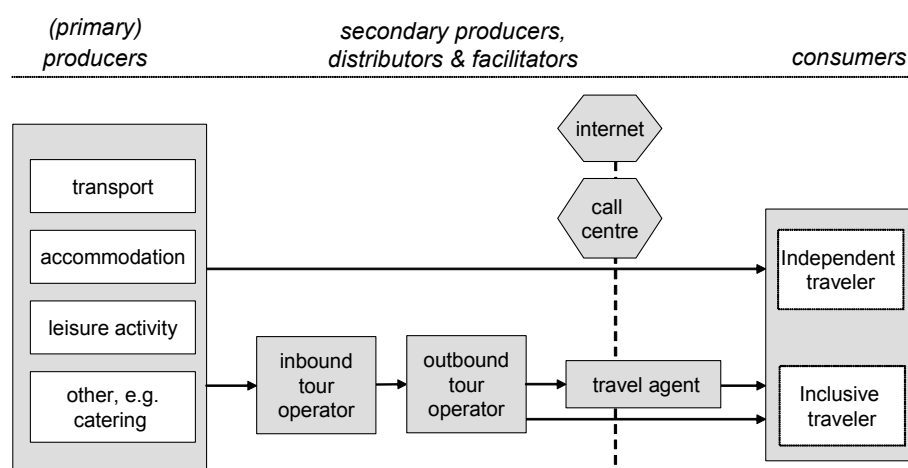 (primary)
producers
secondary producers,
distributors & facilitators
consumers
internet
call
centre
transport
accommodation
leisure activity
other, e.g.
catering
inbound
tour
operator
outbound
tour
operator
travel agent
Independent
traveler
Inclusive
traveler